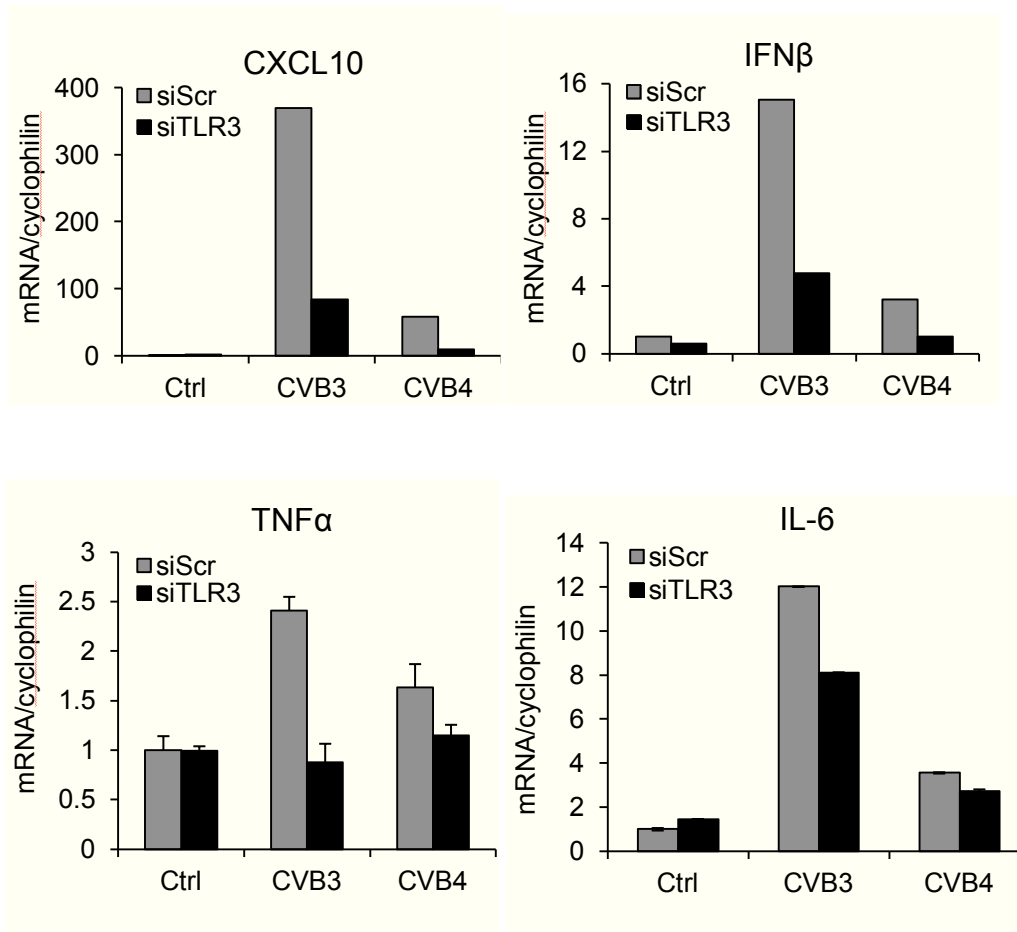 CXCL10
siScr
siTLR3
mRNA/cyclophilin
400
300
200
100
0
Ctrl CVB3 CVB4
IFNβ
siScr
siTLR3
mRNA/cyclophilin
16
12
8
4
0
Ctrl CVB3 CVB4
TNFα
siScr
siTLR3
mRNA/cyclophilin
3
2.5
2
1.5
1
0.5
0
Ctrl CVB3 CVB4
IL-6
siScr
siTLR3
mRNA/cyclophilin
14
12
10
8
6
4
2
0
Ctrl CVB3 CVB4